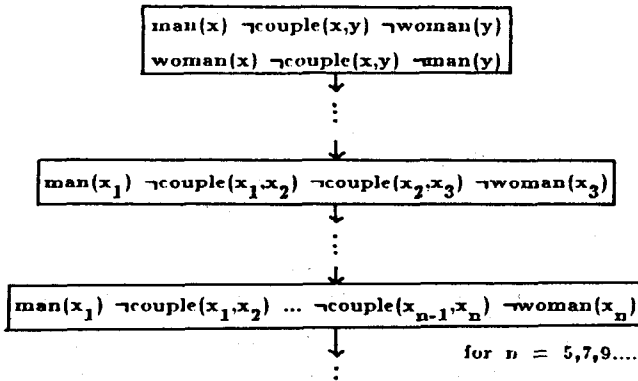 man(x) ¬couple(x,y) ¬woman(y)
woman(x) ¬couple(x,y) ¬man(y)
man(x₁) ¬couple(x₁,x₂) ¬couple(x₂,x₃) ¬woman(x₃)
man(x₁) ¬couple(x₁,x₂) ... ¬couple(xₙ₋₁,xₙ) ¬woman(xₙ)
for n = 5,7,9....